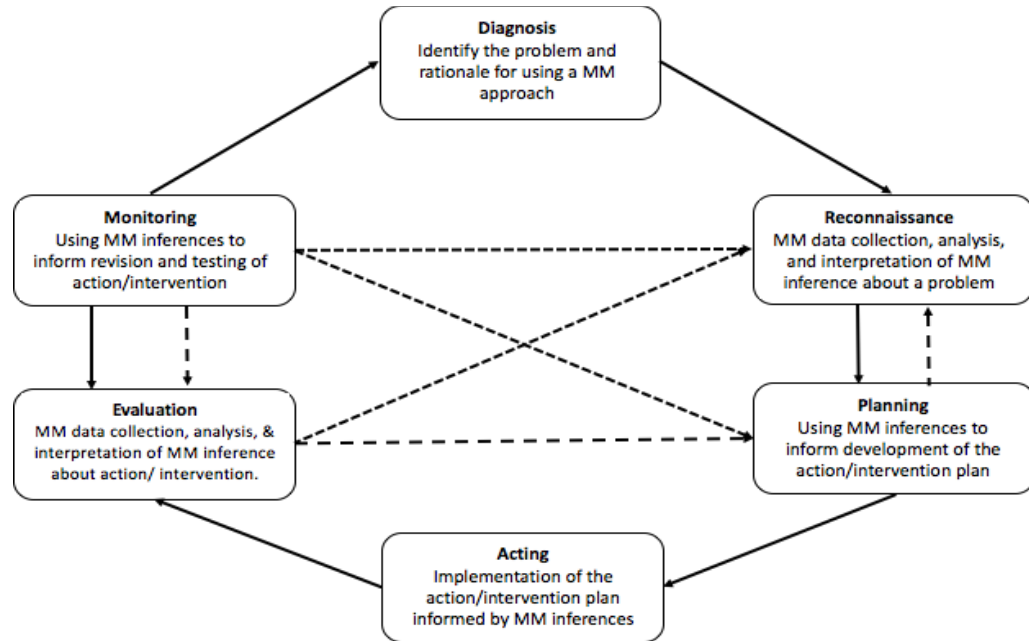 Diagnosis
Identify the problem and
rationale for using a MM
approach
Monitoring
Using MM inferences to
inform revision and testing of
action/intervention
Reconnaissance
MM data collection, analysis,
and interpretation of MM
inference about a problem
Evaluation
MM data collection, analysis, &
interpretation of MM inference
about action/ intervention.
Planning
Using MM inferences to
inform development of the
action/intervention plan
Acting
Implementation of the
action/intervention plan
informed by MM inferences